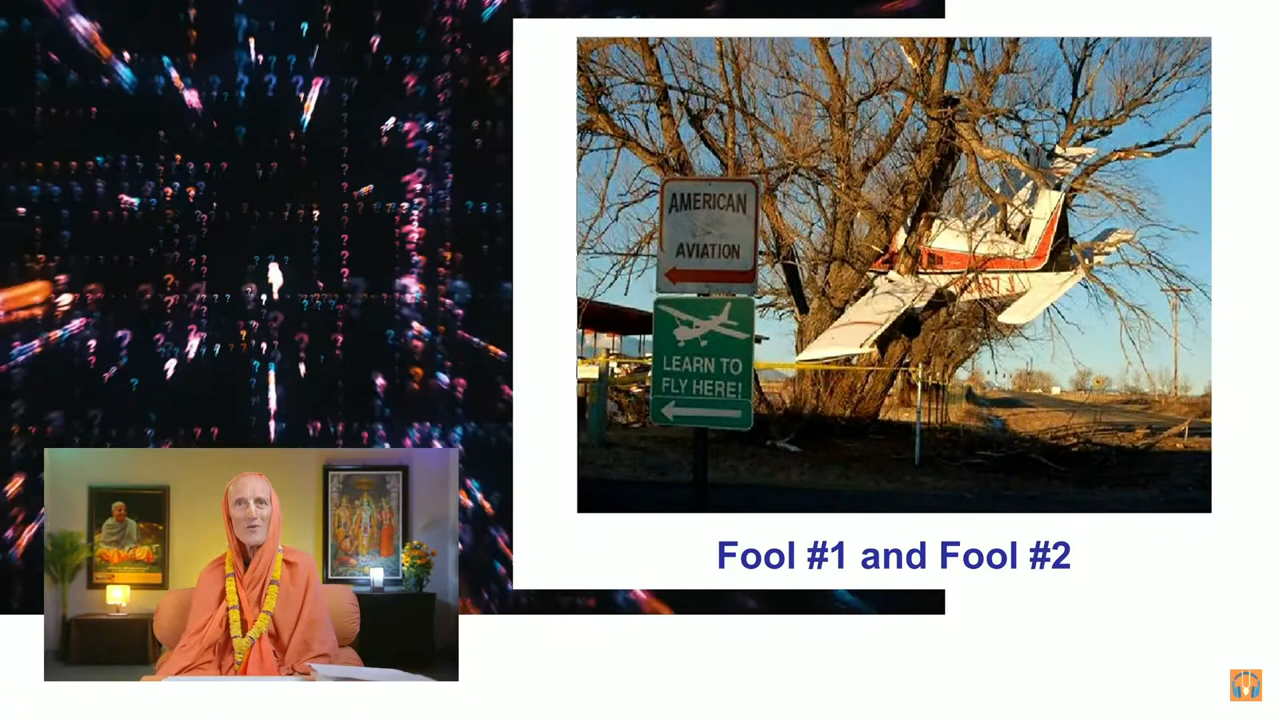 AMERICAN
AVIATION
LEARN TO
FLY HERE!
Fool #1 and Fool #2